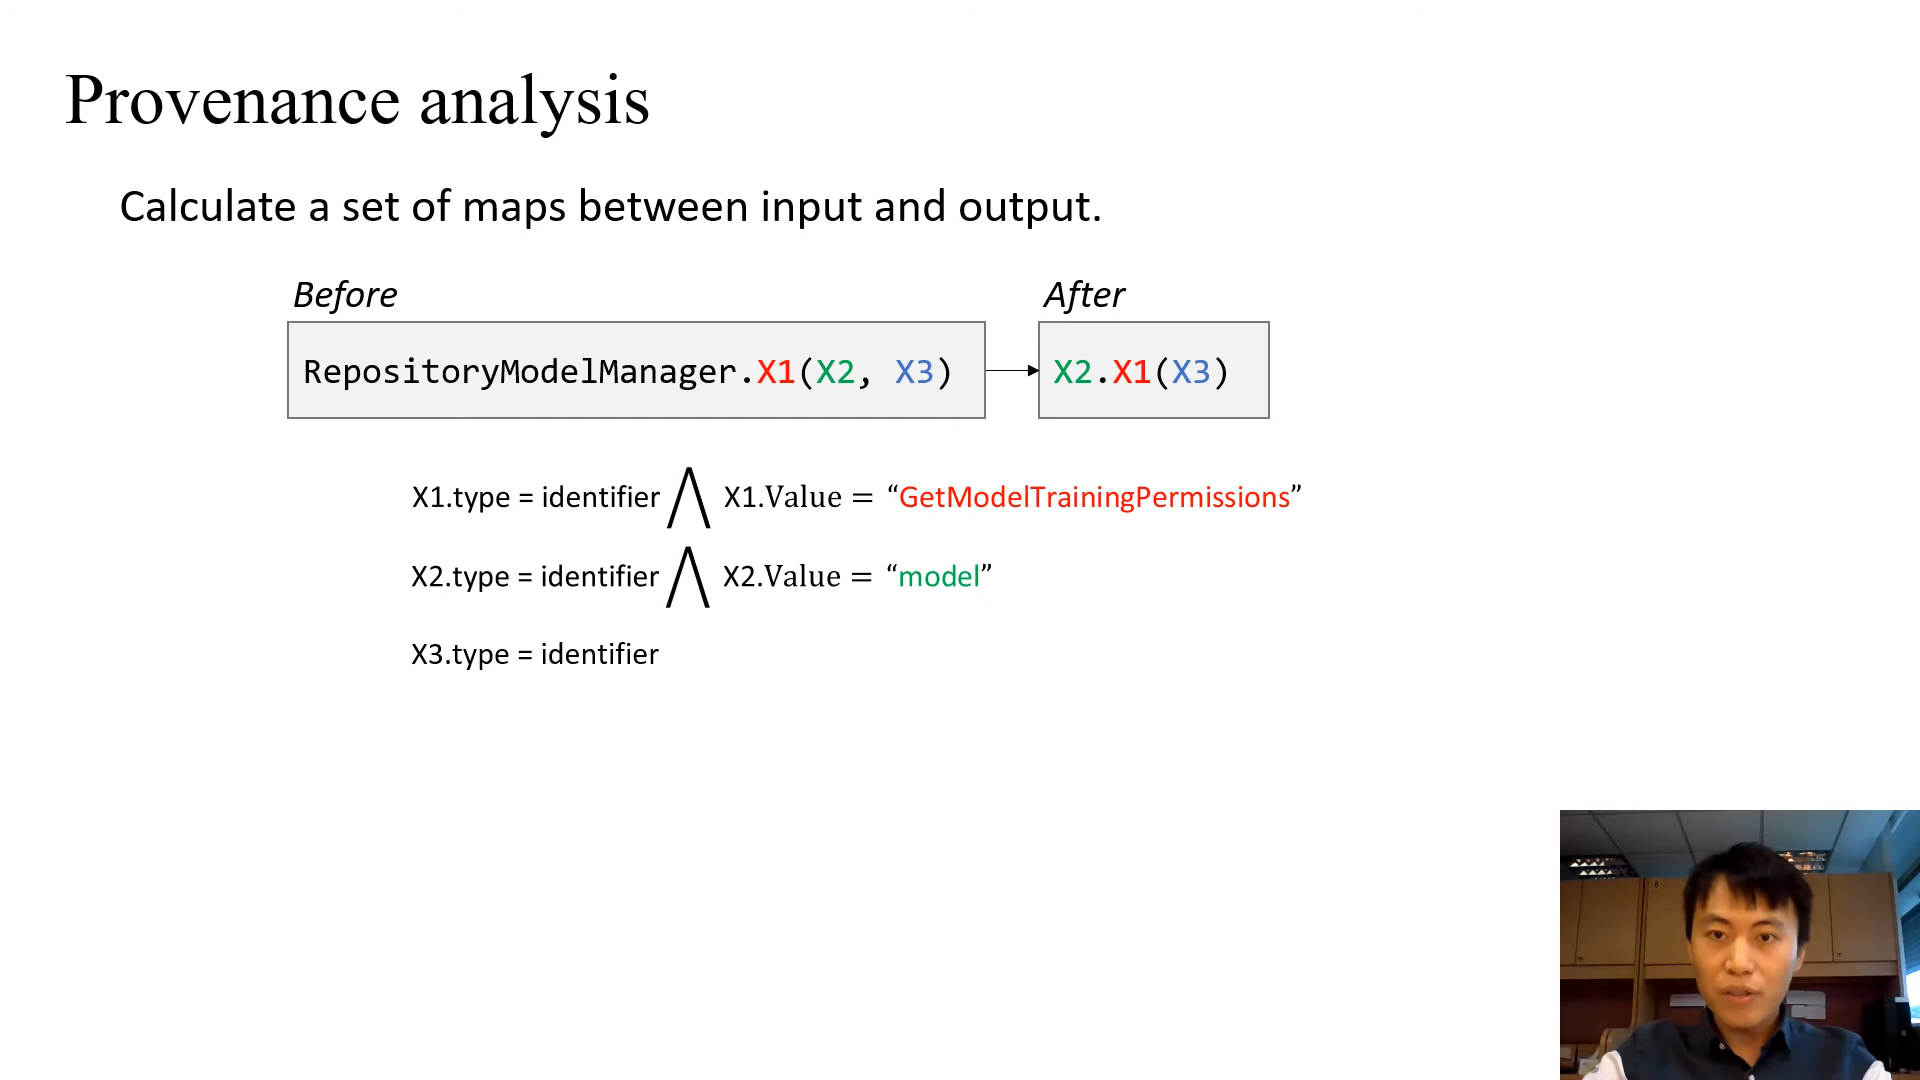 Provenance analysis
Calculate a set of maps between input and output.
Before
After
RepositoryModelManager.X1(X2, X3)
X2.X1(X3)
X1.type = identifier ⋀ X1.Value = “GetModelTrainingPermissions”
X2.type = identifier ⋀ X2.Value = “model”
X3.type = identifier
8